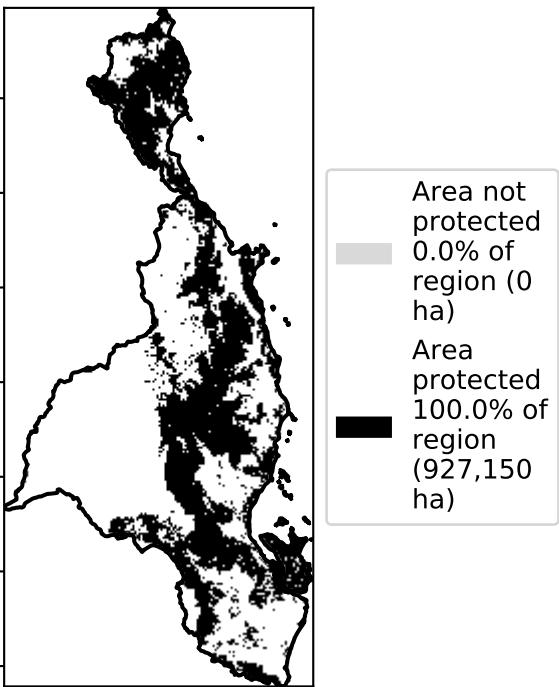 Area not
protected
0.0% of
region (0
ha)
Area
protected
100.0% of
region
(927,150
ha)